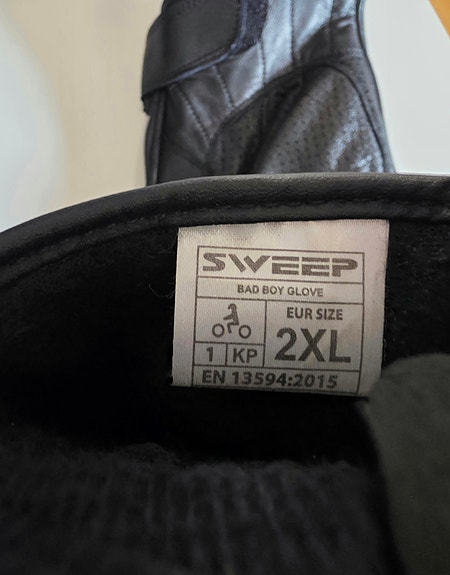 SWEEP
BAD BOY GLOVE
EUR SIZE
2XL
1 KP
EN 13594:2015